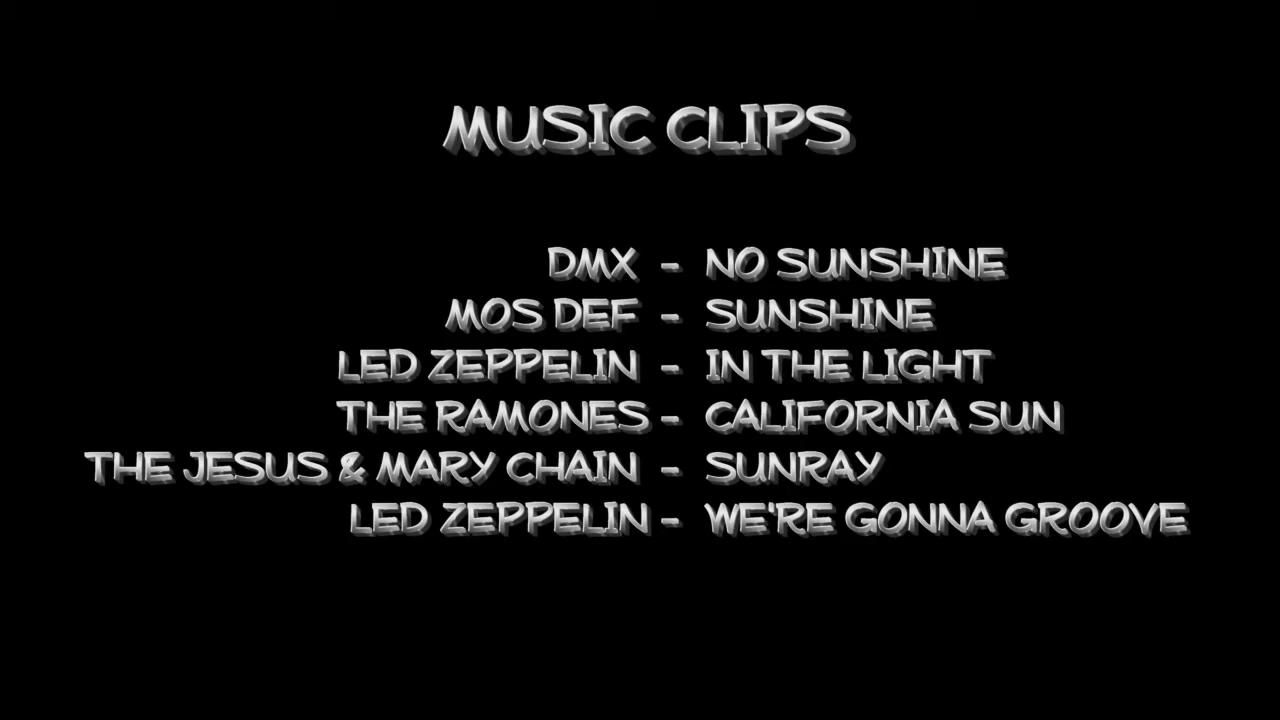 MUSIC CLIPS
DMX - NO SUNSHINE
MOS DEF - SUNSHINE
LED ZEPPELIN - IN THE LIGHT
THE RAMONES - CALIFORNIA SUN
THE JESUS & MARY CHAIN - SUNRAY
LED ZEPPELIN - WE'RE GONNA GROOVE